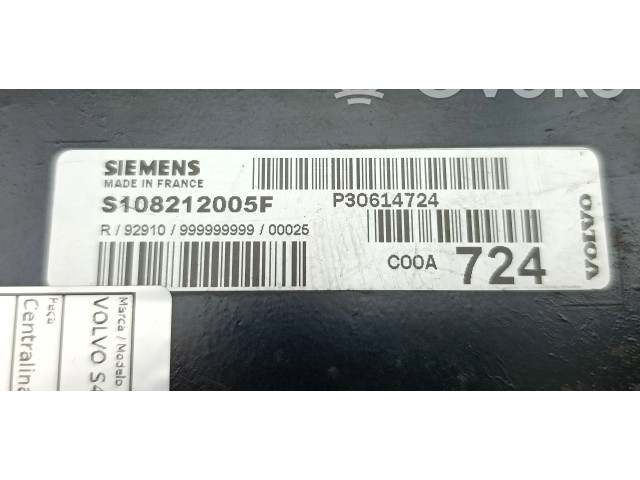 SIEMENS
MADE IN FRANCE
S108212005F
P30614724
R / 92910 / 999999999 / 00025
C00A 724
VOLVO
Marca / Modelo
VOLVO S4
Peça
Centralina